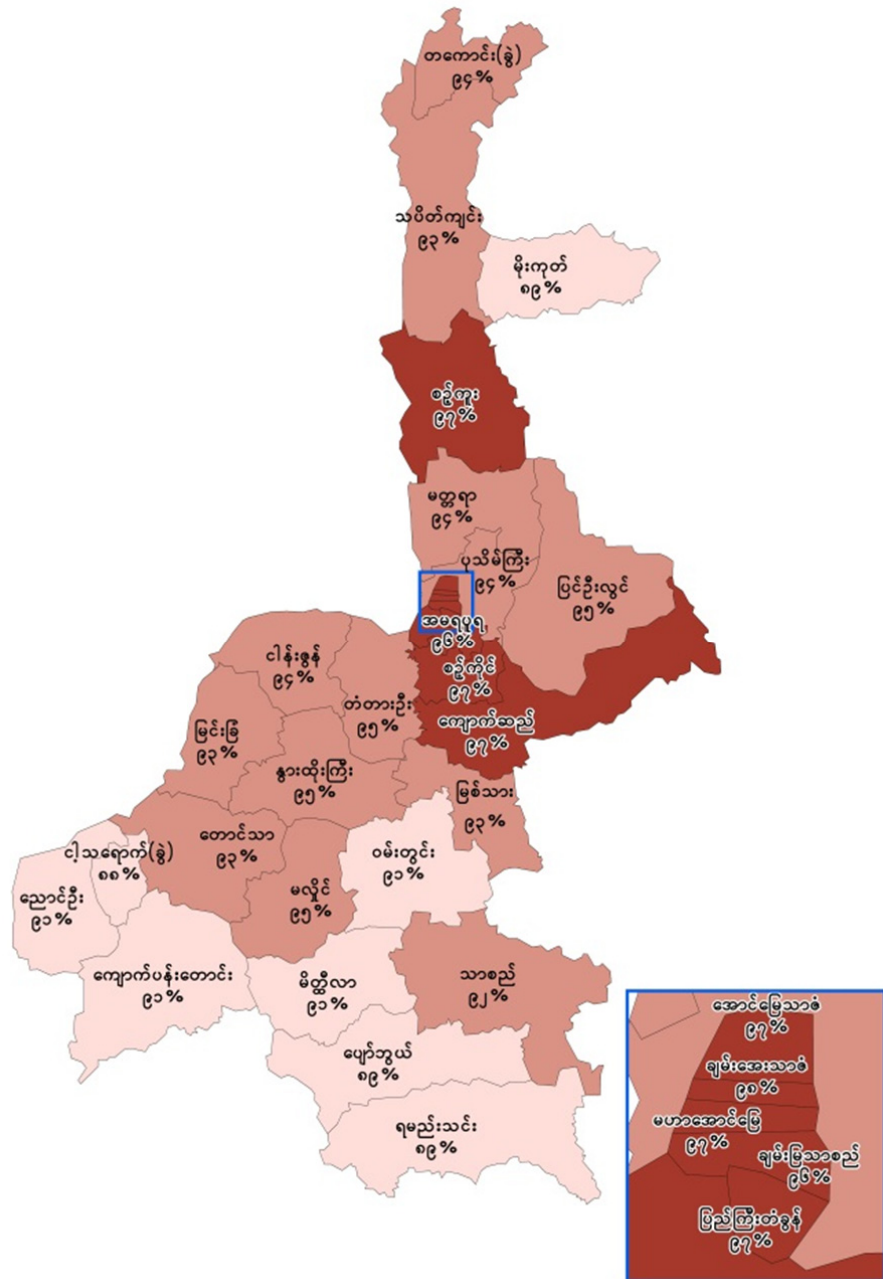 တကောင်း(ခွဲ)
၉၄%
သပိတ်ကျင်း
၉၃%
မိုးကုတ်
၈၉%
စဉ့်ကူး
၉၇%
မတ္တရာ
၉၄%
ပုသိမ်ကြီး
၉၄%
ပြင်ဦးလွင်
၉၅%
အမရပူရ
၉၆%
စဉ့်ကိုင်
၉၇%
ကျောက်ဆည်
၉၇%
ငါန်းဇွန်
၉၄%
တံတားဦး
၉၅%
မြင်းခြံ
၉၃%
နွားထိုးကြီး
၉၅%
မြစ်သား
၉၃%
တောင်သာ
၉၃%
ဝမ်းတွင်း
၉၁%
ငါ့သရောက်(ခွဲ)
၈၈%
ညောင်ဦး
၉၁%
မလှိုင်
၉၅%
ကျောက်ပန်းတောင်း
၉၁%
မိတ္ထီလာ
၉၁%
သာစည်
၉၂%
ပျော်ဘွယ်
၈၉%
ရမည်းသင်း
၈၉%
အောင်မြေသာဇံ
၉၇%
ချမ်းအေးသာဇံ
၉၈%
မဟာအောင်မြေ
၉၇%
ချမ်းမြသာစည်
၉၆%
ပြည်ကြီးတံခွန်
၉၇%